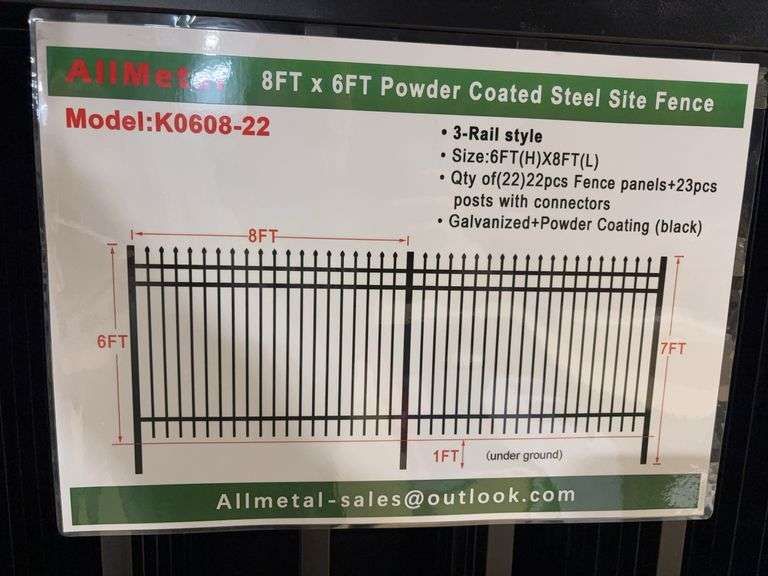 AllMetal 8FT x 6FT Powder Coated Steel Site Fence
Model:K0608-22
• 3-Rail style
• Size:6FT(H)X8FT(L)
• Qty of(22)22pcs Fence panels+23pcs
posts with connectors
• Galvanized+Powder Coating (black)
8FT
6FT
7FT
1FT (under ground)
Allmetal-sales@outlook.com